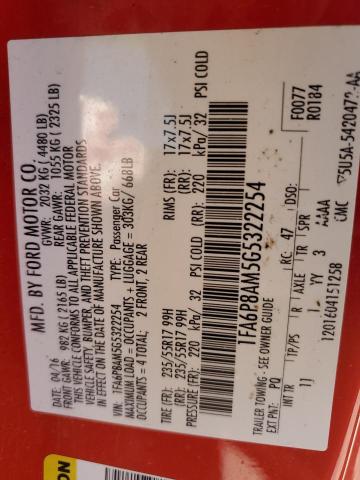 MFD. BY FORD MOTOR CO.
GVWR: 2032 KG ( 4480 LB)
04/16
FRONT GAWR: 982 KG ( 2165 LB)
REAR GAWR: 1055 KG ( 2325 LB)
THIS VEHICLE CONFORMS TO ALL APPLICABLE FEDERAL MOTOR
VEHICLE SAFETY, BUMPER, AND THEFT PREVENTION STANDARDS
IN EFFECT ON THE DATE OF MANUFACTURE SHOWN ABOVE.
VIN: 1FA6P8AM5G5322254
TYPE: Passenger Car
MAXIMUM LOAD = OCCUPANTS + LUGGAGE = 303KG/ 668LB
OCCUPANTS = 4 TOTAL; 2 FRONT, 2 REAR
TIRE (FR): 235/55R17 99H
RIMS (FR): 17x7.5J
(RR): 235/55R17 99H
(RR): 17x7.5J
PRESSURE (FR): 220 kPa/ 32 PSI COLD
(RR): 220 kPa/ 32 PSI COLD
1FA6P8AM5G5322254
F0077
R0184
TRAILER TOWING - SEE OWNER GUIDE
EXT PNT: PQ
RC: 47
DSO:
INT TR
TP/PS
R
AXLE
TR
SPR
11
I
YY
3
AAAA
1201604151258
CMC